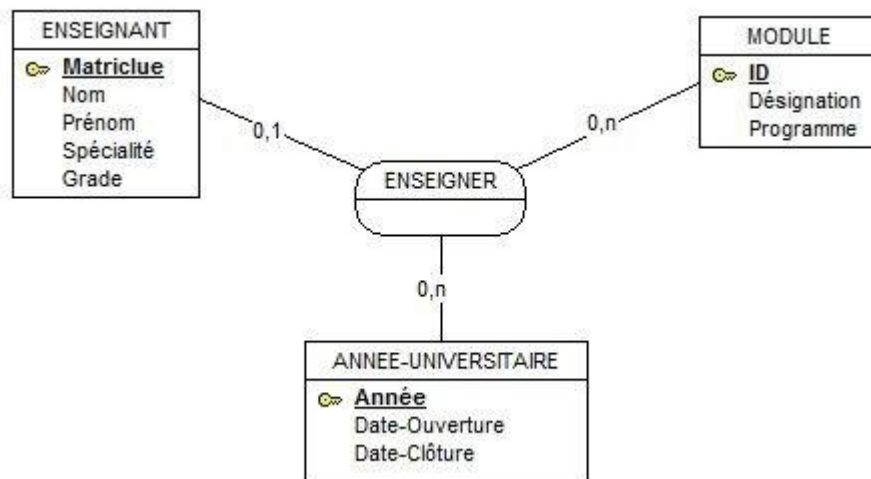 ENSEIGNANT
Matriclue
Nom
Prénom
Spécialité
Grade
MODULE
ID
Désignation
Programme
0,1
0,n
ENSEIGNER
0,n
ANNEE-UNIVERSITAIRE
Année
Date-Ouverture
Date-Clôture